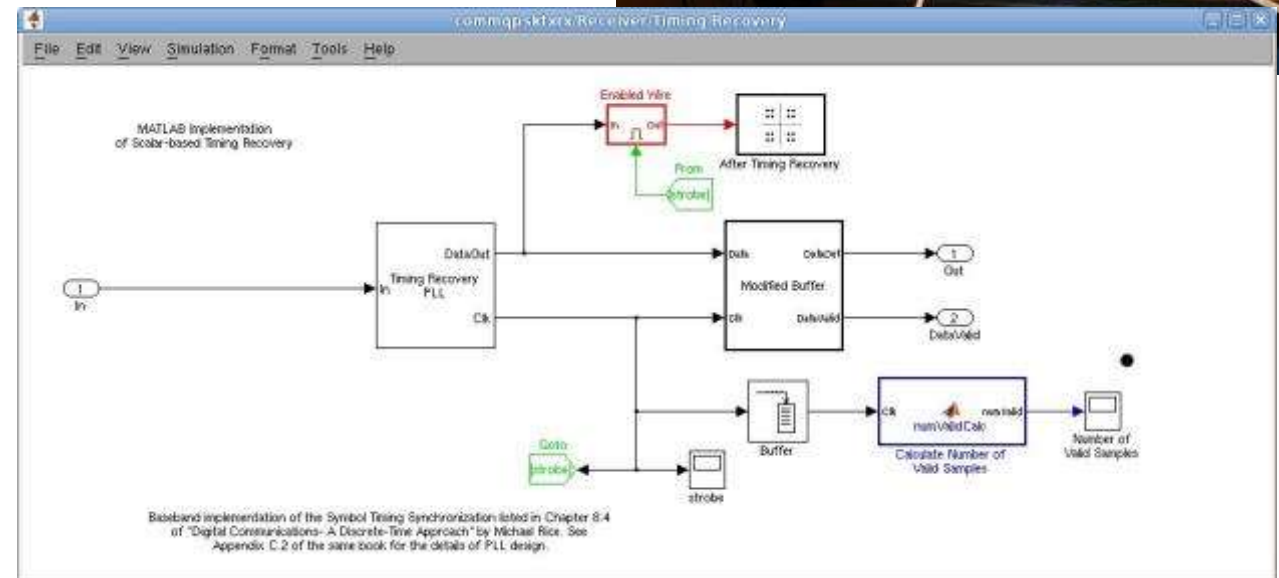 commqpsktxrx/Receiver/Timing Recovery
File Edit View Simulation Format Tools Help
MATLAB Implementation
of Scalar-based Timing Recovery
Enabled Wire
In
Out
After Timing Recovery
From
[strobe]
1
In
In
Timing Recovery
PLL
DataOut
Clk
Data
Clk
Modified Buffer
DataOut
DataValid
1
Out
2
DataValid
Goto
[strobe]
strobe
Buffer
Clk
numValidCalc
numValid
Calculate Number of
Valid Samples
Number of
Valid Samples
Baseband implementation of the Symbol Timing Synchronization listed in Chapter 8.4
of "Digital Communications- A Discrete-Time Approach" by Michael Rice. See
Appendix C.2 of the same book for the details of PLL design.